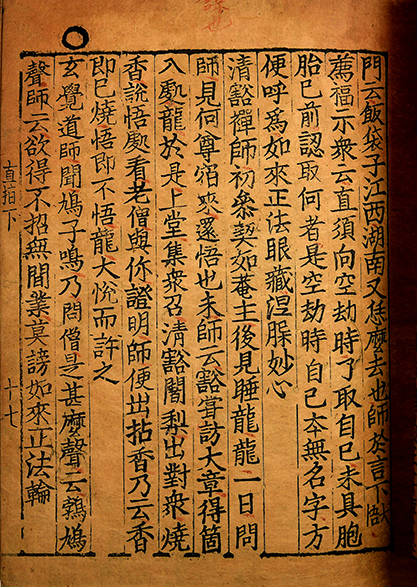 門云飯袋子江西湖南又恁麽去也師於言下大悟
薦福示衆云直須向空劫時了取自己未具胞
胎已前認取何者是空劫時自己本無名字方
便呼爲如來正法眼藏涅槃妙心
清豁禪師初叅契如菴主後見睡龍龍一日問
師見何尊宿來還悟也未師云豁嘗訪大章得箇
入處龍於是上堂集衆召清豁闍梨出對衆燒
香說悟處看老僧與你證明師便出拈香乃云香
即已燒悟即不悟龍大悅而許之
玄覺道師聞鳩子鳴乃問僧是甚麽聲云鵓鳩
聲師云欲得不招無間業莫謗如來正法輪
直指下 十七